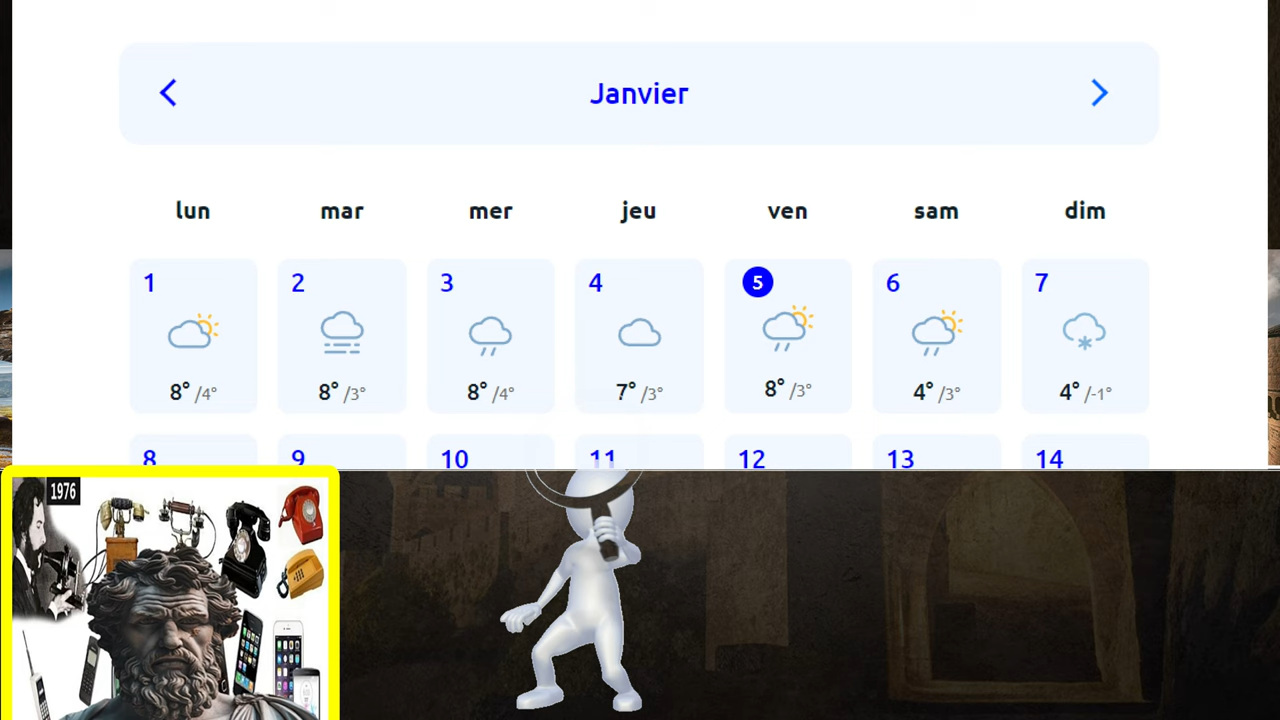 Janvier
lun mar mer jeu ven sam dim
1 2 3 4 5 6 7
8° /4° 8° /3° 8° /4° 7° /3° 8° /3° 4° /3° 4° /-1°
8 9 10 11 12 13 14
1976